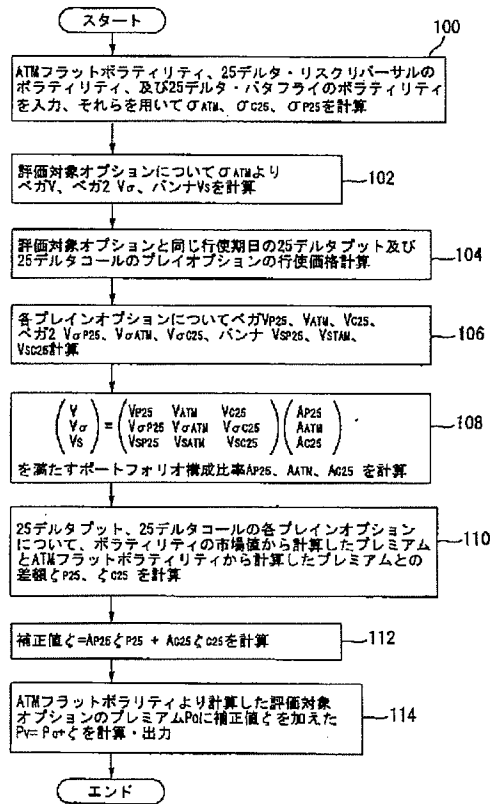 スタート
100
ATMフラットボラティリティ、25デルタ・リスクリバーサルの
ボラティリティ、及び25デルタ・バタフライのボラティリティ
を入力、それらを用いてσATM、σC25、σP25を計算
評価対象オプションについてσATMより
ベガV、ベガ2 Vσ、バンナVsを計算
102
評価対象オプションと同じ行使期日の25デルタプット及び
25デルタコールのプレイオプションの行使価格計算
104
各プレインオプションについてベガVP25、VATM、VC25、
ベガ2 VσP25、VσATM、VσC25、バンナ VSP25、VSTAM、
VSC25計算
106
(V) = (VP25 VATM VC25) (AP25)
(Vσ) = (VσP25 VσATM VσC25) (AATM)
(VS) = (VSP25 VSATM VSC25) (AC25)
108
を満たすポートフォリオ構成比率AP25、AATM、AC25 を計算
25デルタプット、25デルタコールの各プレインオプション
について、ボラティリティの市場値から計算したプレミアム
とATMフラットボラティリティから計算したプレミアムとの
差額ζP25、ζC25 を計算
110
補正値ζ=AP25ζP25 + AC25ζC25を計算
112
ATMフラットボラリティより計算した評価対象
オプションのプレミアムPσに補正値ζを加えた
Pv= Pσ+ζを計算・出力
114
エンド